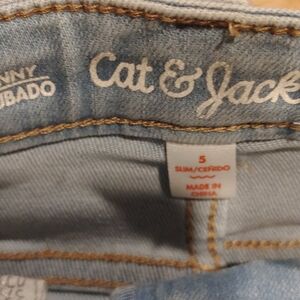 NNY
UBADO
Cat & Jack
5
SLIM/CEÑIDO
MADE IN
CHINA